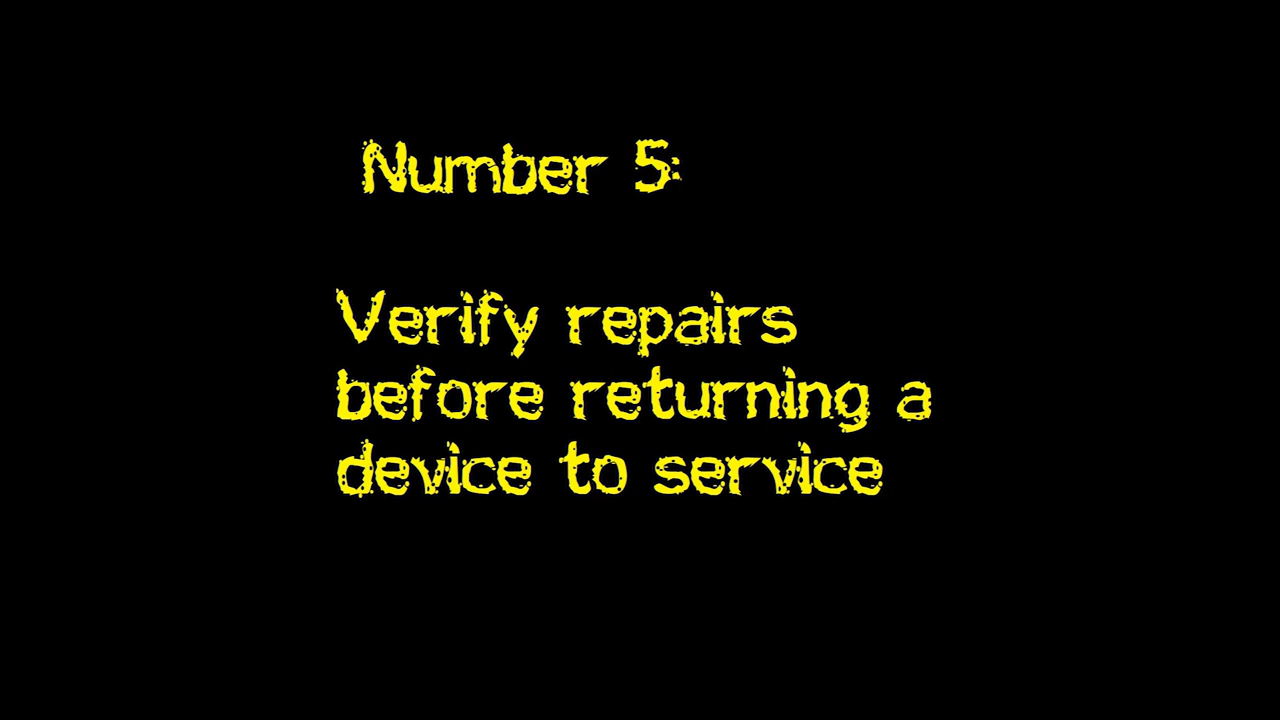 Number 5:
Verify repairs
before returning a
device to service